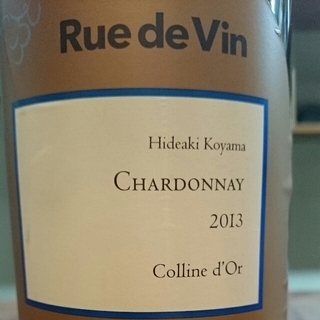 Rue de Vin
Hideaki Koyama
CHARDONNAY
2013
Colline d'Or